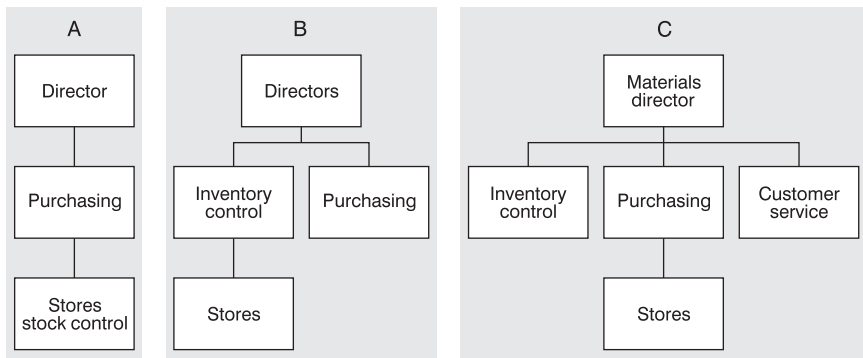 A
Director
Purchasing
Stores
stock control
B
Directors
Inventory
control
Purchasing
Stores
C
Materials
director
Inventory
control
Purchasing
Customer
service
Stores